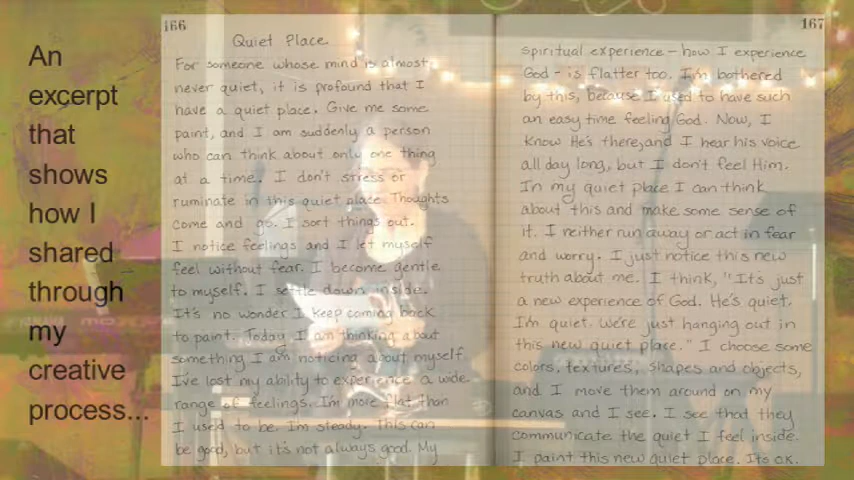 An
excerpt
that
shows
how I
shared
through
my
creative
process...
166
Quiet Place
For someone whose mind is almost
never quiet, it is profound that I
have a quiet place. Give me some
paint, and I am suddenly a person
who can think about only one thing
at a time. I don't stress or
ruminate in this quiet place. Thoughts
come and go. I sort things out.
I notice feelings and I let myself
feel without fear. I become gentle
to myself. I settle down inside.
It's no wonder I keep coming back
to paint. Today I am thinking about
something I am noticing about myself.
I've lost my ability to experience a wide
range of feelings. I'm more flat than
I used to be. I'm steady. This can
be good, but it's not always good. My
167
spiritual experience - how I experience
God - is flatter too. I'm bothered
by this, because I used to have such
an easy time feeling God. Now, I
know He's there, and I hear his voice
all day long, but I don't feel Him.
In my quiet place I can think
about this and make some sense of
it. I neither run away or act in fear
and worry. I just notice this new
truth about me. I think, "It's just
a new experience of God. He's quiet.
I'm quiet. We're just hanging out in
this new quiet place." I choose some
colors, textures, shapes and objects,
and I move them around on my
canvas and I see. I see that they
communicate the quiet I feel inside.
I paint this new quiet place. Its O.K.